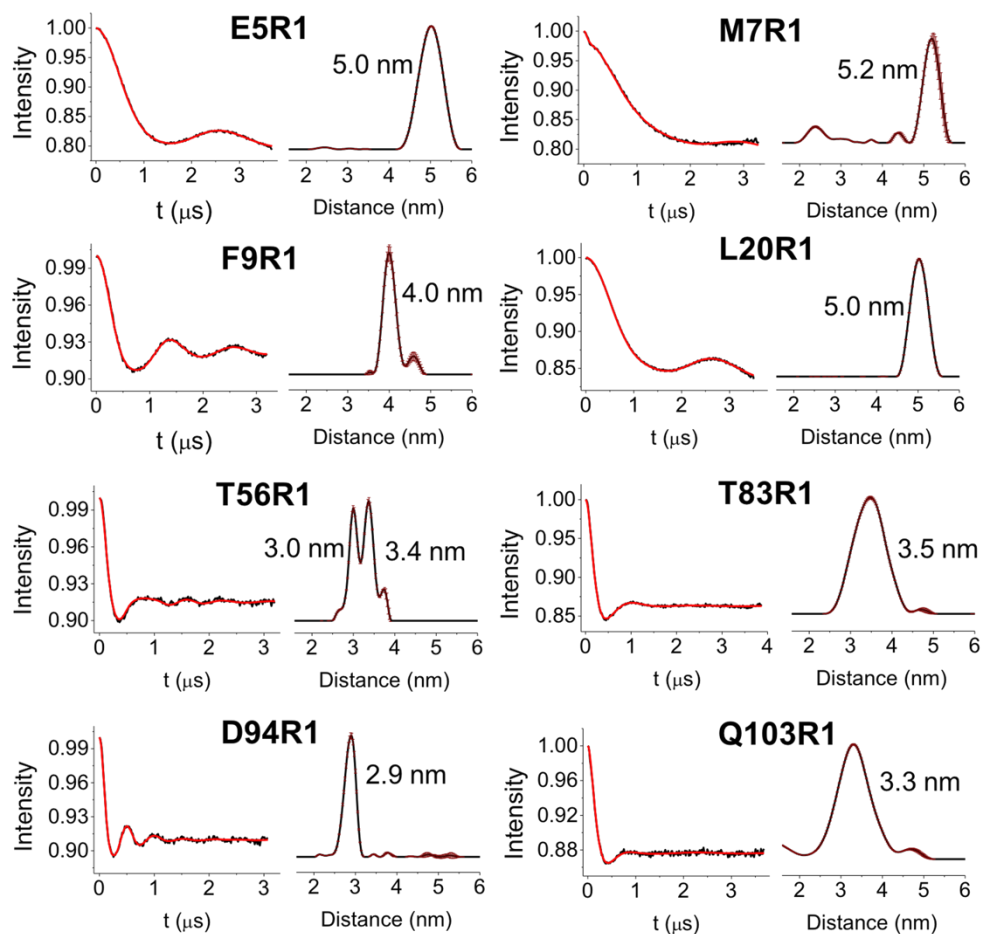 E5R1
Intensity
1.00
0.95
0.90
0.85
0.80
5.0 nm
0 1 2 3
t (μs)
2 3 4 5 6
Distance (nm)
M7R1
Intensity
1.00
0.95
0.90
0.85
0.80
5.2 nm
0 1 2 3
t (μs)
2 3 4 5 6
Distance (nm)
F9R1
Intensity
0.99
0.96
0.93
0.90
4.0 nm
0 1 2 3
t (μs)
2 3 4 5 6
Distance (nm)
L20R1
Intensity
1.00
0.95
0.90
0.85
5.0 nm
0 1 2 3
t (μs)
2 3 4 5 6
Distance (nm)
T56R1
Intensity
0.99
0.96
0.93
0.90
3.0 nm
3.4 nm
0 1 2 3
t (μs)
2 3 4 5 6
Distance (nm)
T83R1
Intensity
1.00
0.95
0.90
0.85
3.5 nm
0 1 2 3 4
t (μs)
2 3 4 5 6
Distance (nm)
D94R1
Intensity
0.99
0.96
0.93
0.90
2.9 nm
0 1 2 3
t (μs)
2 3 4 5 6
Distance (nm)
Q103R1
Intensity
1.00
0.96
0.92
0.88
3.3 nm
0 1 2 3 4
t (μs)
2 3 4 5 6
Distance (nm)